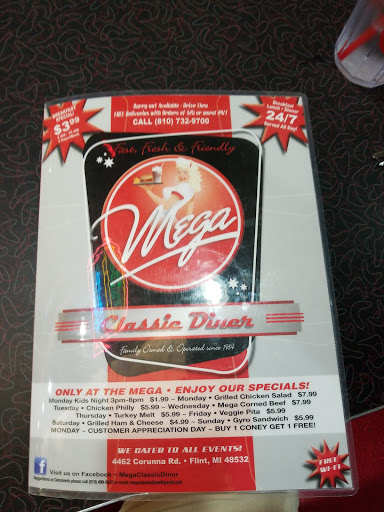 Carry out Available - Drive Thru
FREE Deliveries with Orders of
CALL (810) 732-9700
BREAKFAST
SPECIAL!
$3.99
Breakfast
Lunch • Dinner
24/7
Served All Day!
Fast, Fresh & Friendly
Mega
Classic Diner
Family Owned & Operated since 1984
ONLY AT THE MEGA • ENJOY OUR SPECIALS!
Monday Kids Night 3pm-8pm $1.99 ~ Monday • Grilled Chicken Salad $7.99
Tuesday • Chicken Philly $5.99 ~ Wednesday • Mega Corned Beef $7.99
Thursday • Turkey Melt $5.99 ~ Friday • Veggie Pita $5.99
Saturday • Grilled Ham & Cheese $4.99 ~ Sunday • Gyro Sandwich $5.99
MONDAY ~ CUSTOMER APPRECIATION DAY ~ BUY 1 CONEY GET 1 FREE!
WE CATER TO ALL EVENTS!
4462 Corunna Rd. • Flint, MI 48532
f
Visit us on Facebook ~ MegaClassicDiner
Suggestions or Comments please call
FREE
WI-FI